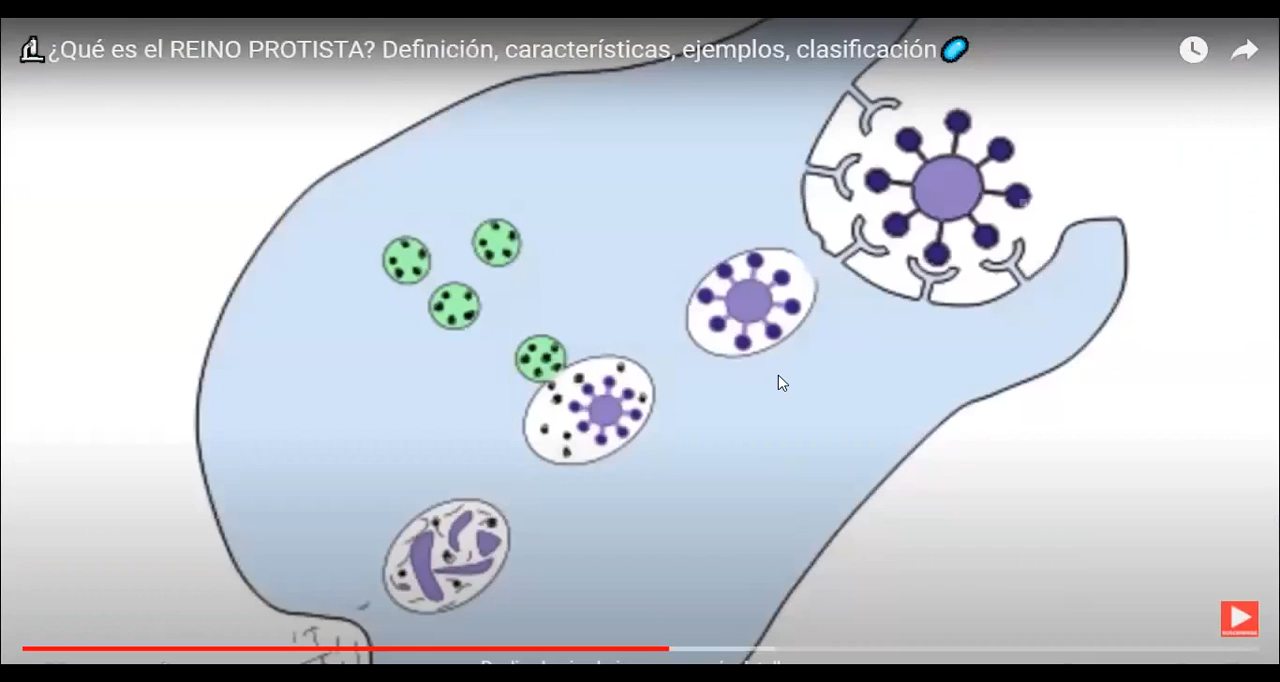 ¿Qué es el REINO PROTISTA? Definición, características, ejemplos, clasificación